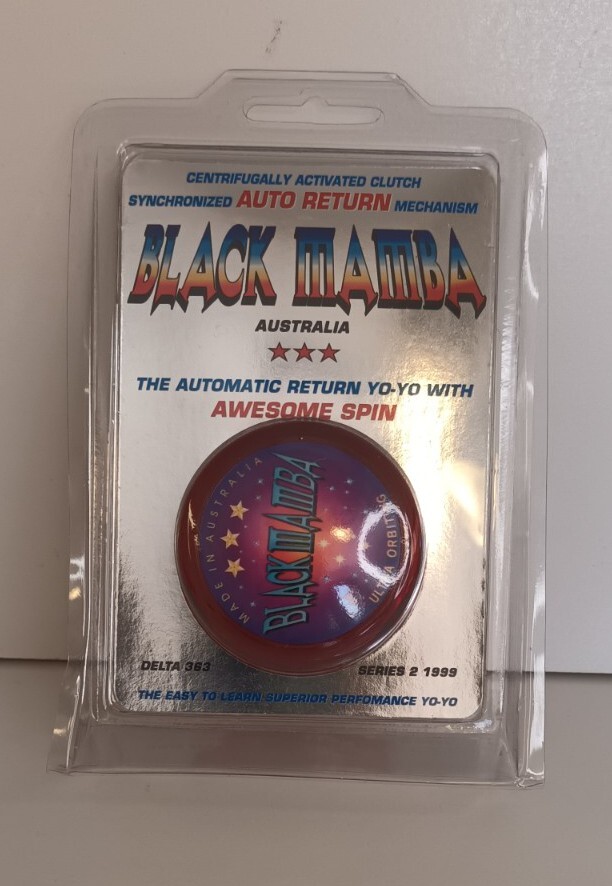 CENTRIFUGALLY ACTIVATED CLUTCH
SYNCHRONIZED AUTO RETURN MECHANISM
BLACK MAMBA
AUSTRALIA
THE AUTOMATIC RETURN YO-YO WITH
AWESOME SPIN
MADE IN AUSTRALIA
BLACK MAMBA
ORBITING
DELTA 363
SERIES 2 1999
THE EASY TO LEARN SUPERIOR PERFOMANCE YO-YO